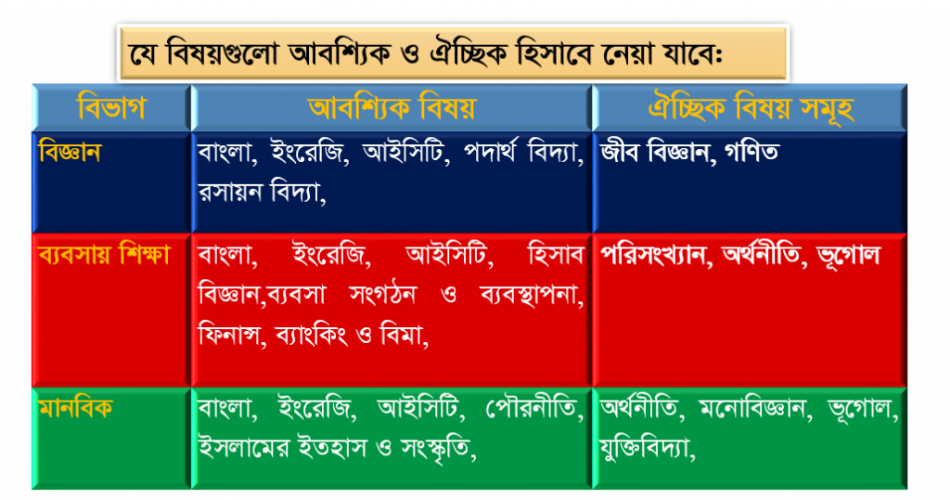 যে বিষয়গুলো আবশ্যিক ও ঐচ্ছিক হিসাবে নেয়া যাবে:
বিভাগ আবশ্যিক বিষয় ঐচ্ছিক বিষয় সমূহ
বিজ্ঞান বাংলা, ইংরেজি, আইসিটি, পদার্থ বিদ্যা, জীব বিজ্ঞান, গণিত
রসায়ন বিদ্যা,
ব্যবসায় শিক্ষা বাংলা, ইংরেজি, আইসিটি, হিসাব পরিসংখ্যান, অর্থনীতি, ভূগোল
বিজ্ঞান,ব্যবসা সংগঠন ও ব্যবস্থাপনা,
ফিনান্স, ব্যাংকিং ও বিমা,
মানবিক বাংলা, ইংরেজি, আইসিটি, পৌরনীতি, অর্থনীতি, মনোবিজ্ঞান, ভূগোল,
ইসলামের ইতহাস ও সংস্কৃতি, যুক্তিবিদ্যা,